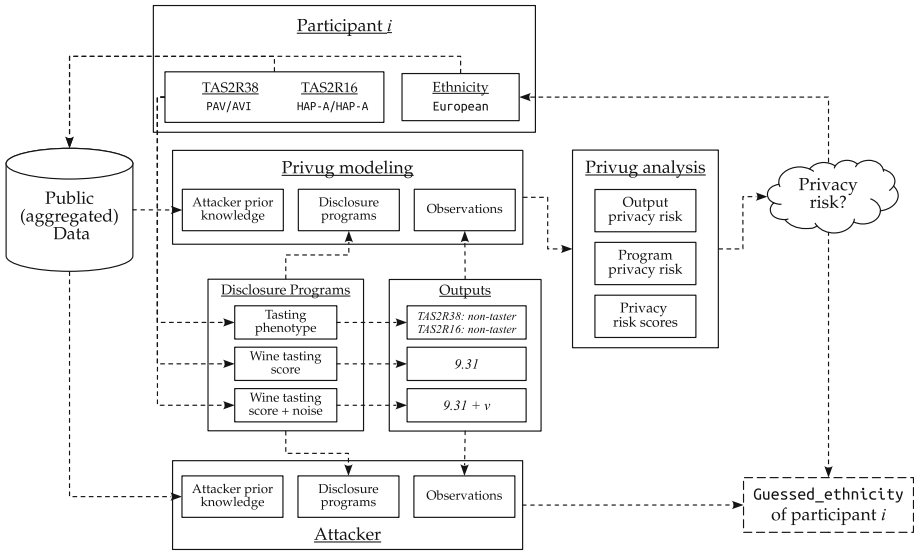 Participant i
TAS2R38
PAV/AVI
TAS2R16
HAP-A/HAP-A
Ethnicity
European
Public
(aggregated)
Data
Privug modeling
Attacker prior
knowledge
Disclosure
programs
Observations
Privug analysis
Output
privacy risk
Program
privacy risk
Privacy
risk scores
Privacy
risk?
Disclosure Programs
Tasting
phenotype
Wine tasting
score
Wine tasting
score + noise
Outputs
TAS2R38: non-taster
TAS2R16: non-taster
9.31
9.31 + ν
Attacker prior
knowledge
Disclosure
programs
Observations
Attacker
Guessed_ethnicity
of participant i